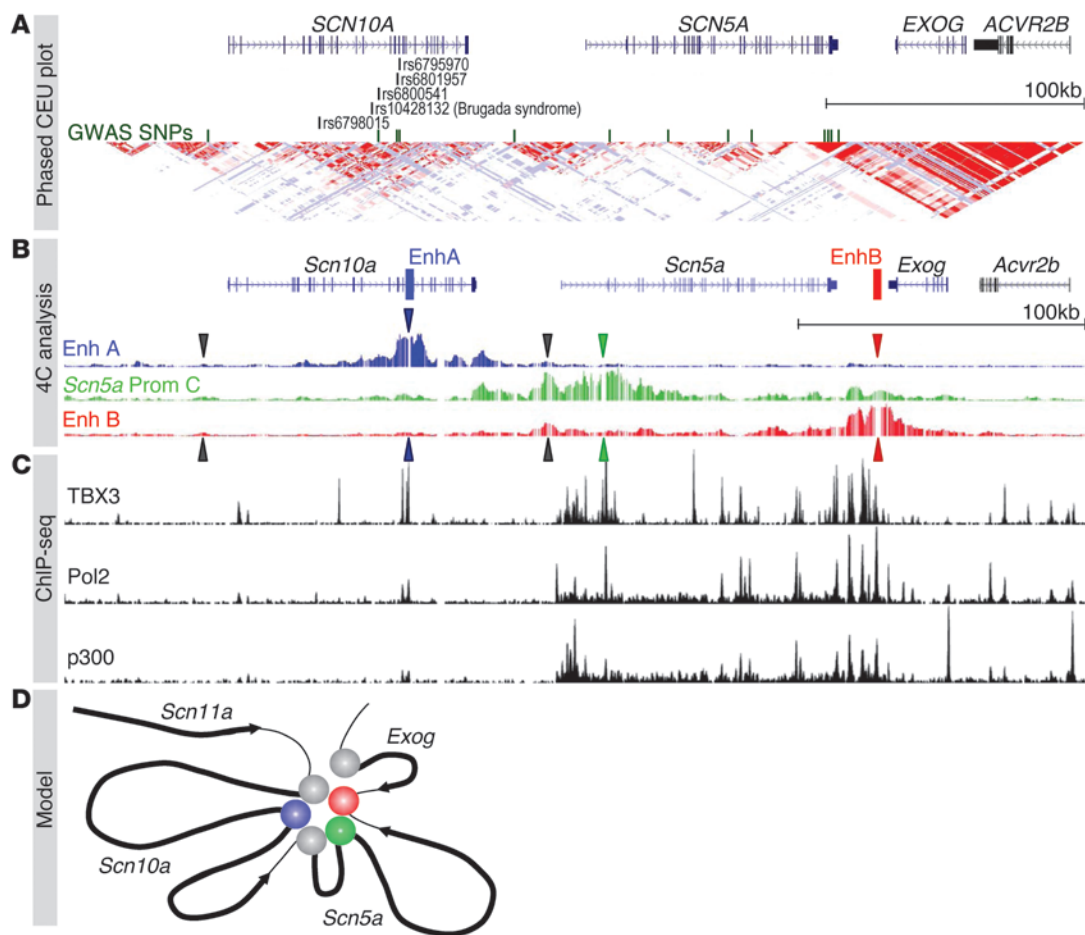 A
Phased CEU plot
SCN10A
SCN5A
EXOG
ACVR2B
rs6795970
rs6801957
rs6800541
rs10428132 (Brugada syndrome)
rs6798015
100kb
GWAS SNPs
B
4C analysis
Scn10a
EnhA
Scn5a
EnhB
Exog
Acvr2b
100kb
Enh A
Scn5a Prom C
Enh B
C
ChIP-seq
TBX3
Pol2
p300
D
Model
Scn11a
Exog
Scn10a
Scn5a